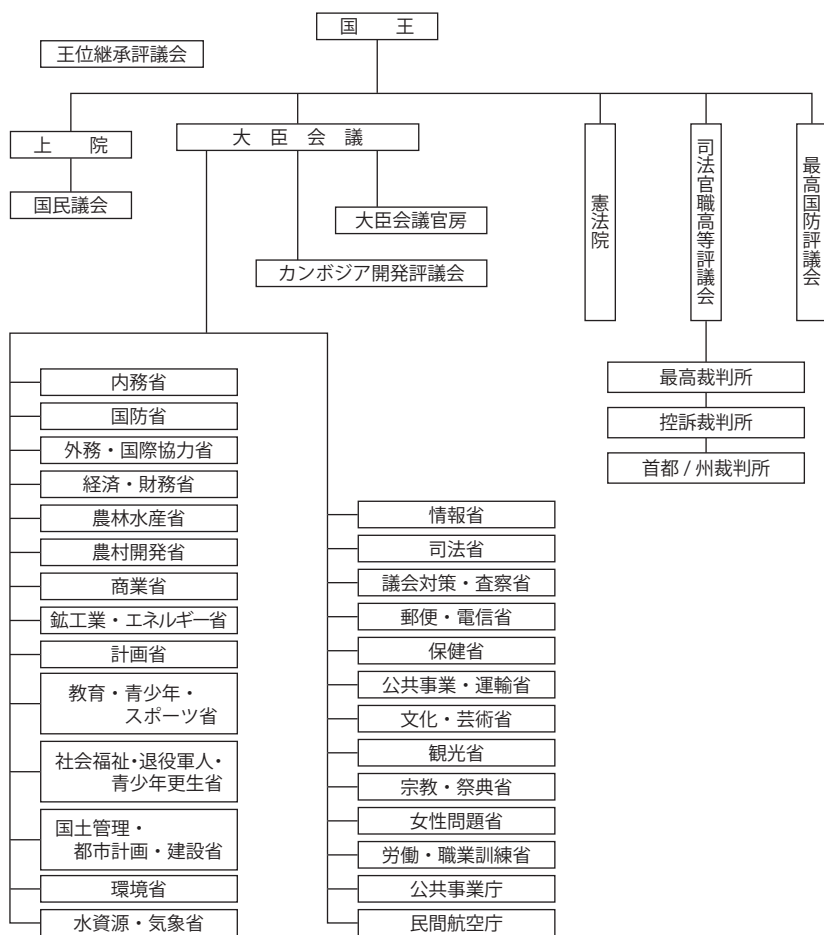 国　　王
王位継承評議会
上　　院
大　臣　会　議
国民議会
大臣会議官房
カンボジア開発評議会
憲法院
司法官職高等評議会
最高国防評議会
最高裁判所
控訴裁判所
首都 / 州裁判所
内務省
国防省
外務・国際協力省
経済・財務省
農林水産省
農村開発省
商業省
鉱工業・エネルギー省
計画省
教育・青少年・
スポーツ省
社会福祉・退役軍人・
青少年更生省
国土管理・
都市計画・建設省
環境省
水資源・気象省
情報省
司法省
議会対策・査察省
郵便・電信省
保健省
公共事業・運輸省
文化・芸術省
観光省
宗教・祭典省
女性問題省
労働・職業訓練省
公共事業庁
民間航空庁